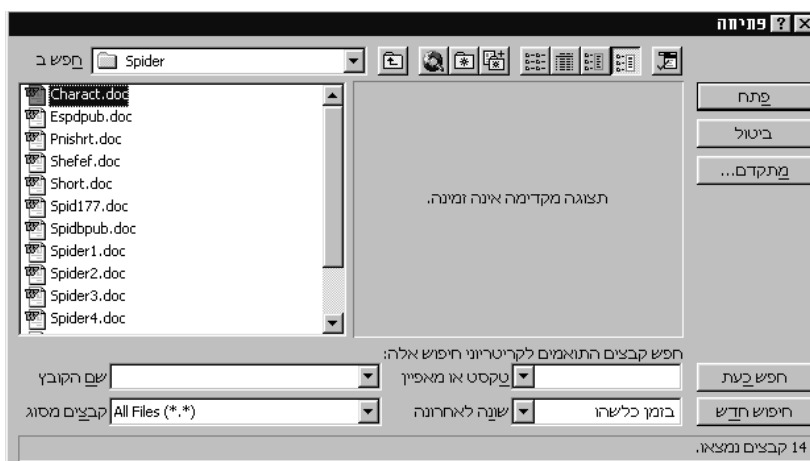 פתיחה
חפש ב
Spider
Charact.doc
Espdpub.doc
Pnishrt.doc
Shefef.doc
Short.doc
Spid177.doc
Spidbpub.doc
Spider1.doc
Spider2.doc
Spider3.doc
Spider4.doc
תצוגה מקדימה אינה זמינה.
פתח
ביטול
מתקדם...
חפש קבצים התואמים לקריטריוני חיפוש אלה:
שם הקובץ
טקסט או מאפיין
חפש כעת
קבצים מסוג
All Files (*.*)
שונה לאחרונה
בזמן כלשהו
חיפוש חדש
14 קבצים נמצאו.